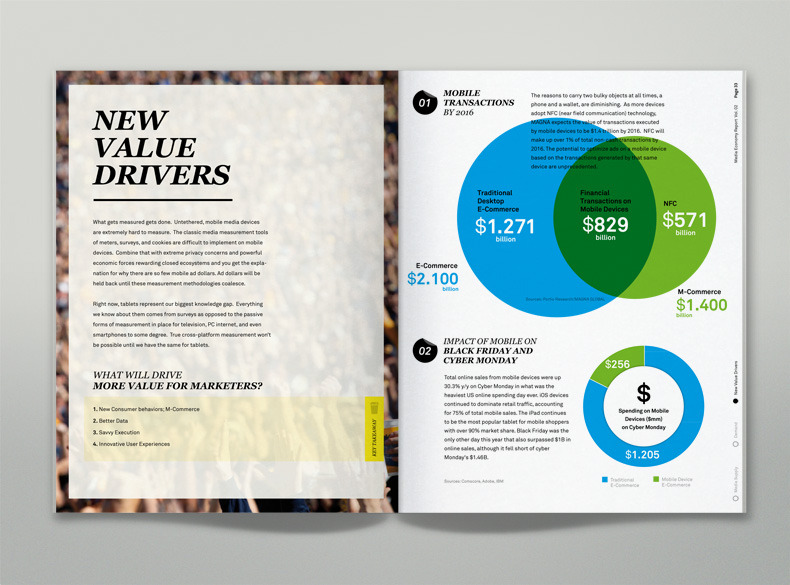 NEW
VALUE
DRIVERS
What gets measured gets done. Untethered, mobile media devices
are extremely hard to measure. The classic media measurement tools
of meters, surveys, and cookies are difficult to implement on mobile
devices. Combine that with extreme privacy concerns and powerful
economic forces rewarding closed ecosystems and you get the expla-
nation for why there are so few mobile ad dollars. Ad dollars will be
held back until these measurement methodologies coalesce.
Right now, tablets represent our biggest knowledge gap. Everything
we know about them comes from surveys as opposed to the passive
forms of measurement in place for television, PC internet, and even
smartphones to some degree. True cross-platform measurement won't
be possible until we have the same for tablets.
WHAT WILL DRIVE
MORE VALUE FOR MARKETERS?
1. New Consumer behaviors; M-Commerce
2. Better Data
3. Savvy Execution
4. Innovative User Experiences
KEY TAKEAWAY
01
MOBILE
TRANSACTIONS
BY 2016
The reasons to carry two bulky objects at all times, a
phone and a wallet, are diminishing. As more devices
adopt NFC (near field communication) technology,
MAGNA expects the value of transactions executed
by mobile devices to be $1.4 trillion by 2016. NFC will
make up over 1% of total non-cash transactions by
2016. The potential to optimize ads on a mobile device
based on the transactions generated by that same
device are unprecedented.
Traditional
Desktop
E-Commerce
$1.271
billion
Financial
Transactions on
Mobile Devices
$829
billion
NFC
$571
billion
E-Commerce
$2.100
billion
M-Commerce
$1.400
billion
Sources: Public Research/MAGNA GLOBAL
02
IMPACT OF MOBILE ON
BLACK FRIDAY AND
CYBER MONDAY
Total online sales from mobile devices were up
30.3% y/y on Cyber Monday in what was the
heaviest US online spending day ever. iOS devices
continued to dominate retail traffic, accounting
for 75% of total mobile sales. The iPad continues
to be the most popular tablet for mobile shoppers
with over 90% market share. Black Friday was the
only other day this year that also surpassed $1B in
online sales, although it fell short of cyber
Monday's $1.46B.
Sources: Comscore, Adobe, IBM
$256
$
Spending on Mobile
Devices ($mm)
on Cyber Monday
$1.205
Traditional
E-Commerce
Mobile Device
E-Commerce
Media Economy Report Vol. 02 Page 33
New Value Drivers
Demand
Media Supply